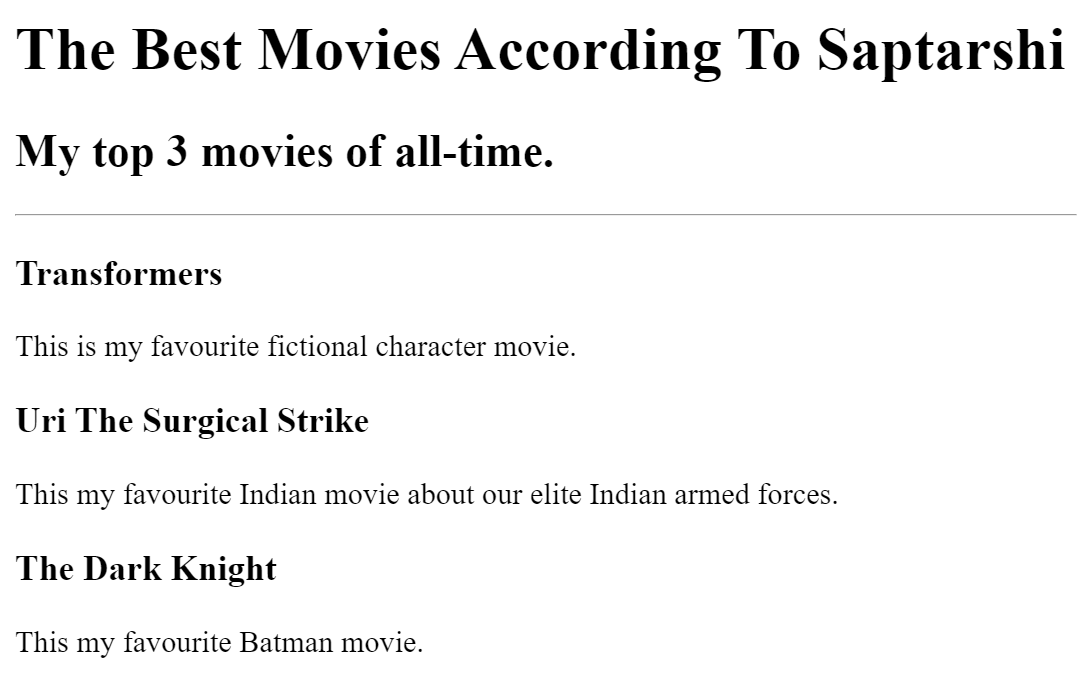 The Best Movies According To Saptarshi
My top 3 movies of all-time.
Transformers
This is my favourite fictional character movie.
Uri The Surgical Strike
This my favourite Indian movie about our elite Indian armed forces.
The Dark Knight
This my favourite Batman movie.